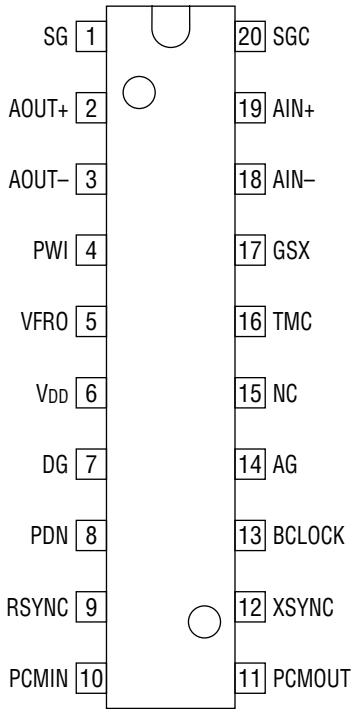 SG 1 20 SGC
AOUT+ 2 19 AIN+
AOUT– 3 18 AIN–
PWI 4 17 GSX
VFRO 5 16 TMC
VDD 6 15 NC
DG 7 14 AG
PDN 8 13 BCLOCK
RSYNC 9 12 XSYNC
PCMIN 10 11 PCMOUT